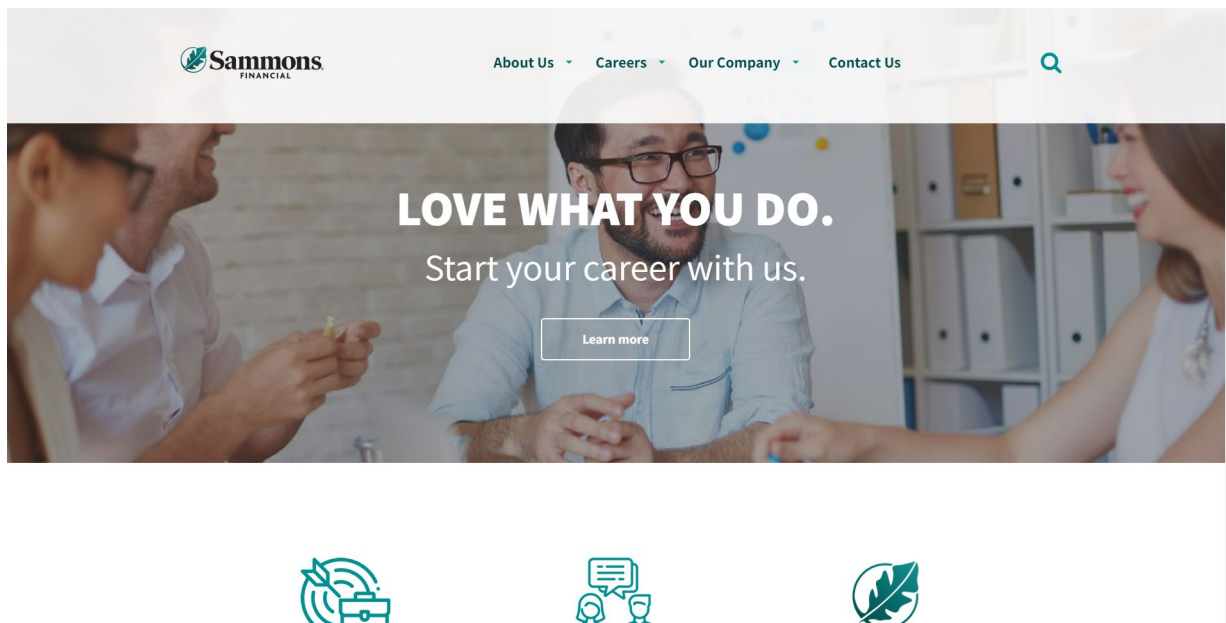 Sammons
FINANCIAL
About Us
Careers
Our Company
Contact Us
LOVE WHAT YOU DO.
Start your career with us.
Learn more